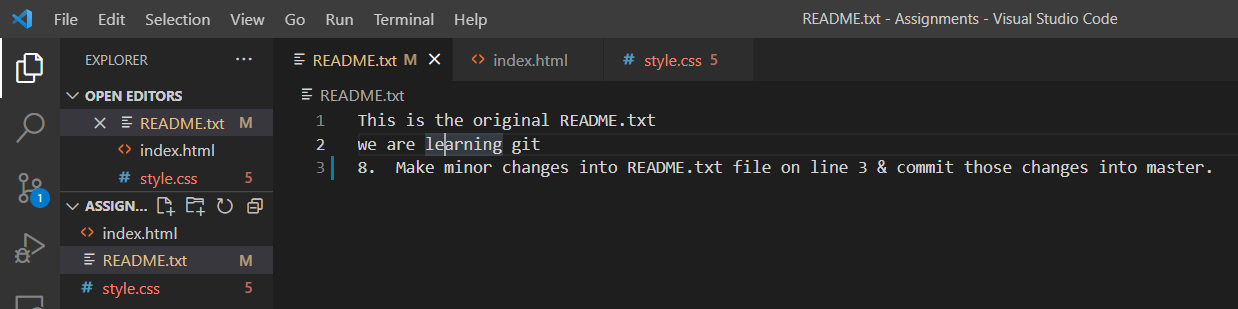 File Edit Selection View Go Run Terminal Help README.txt - Assignments - Visual Studio Code
EXPLORER ··· README.txt M index.html style.css 5
OPEN EDITORS README.txt
README.txt M 1 This is the original README.txt
index.html 2 we are learning git
style.css 5 3 8. Make minor changes into README.txt file on line 3 & commit those changes into master.
1
ASSIGN...
index.html
README.txt M
style.css 5